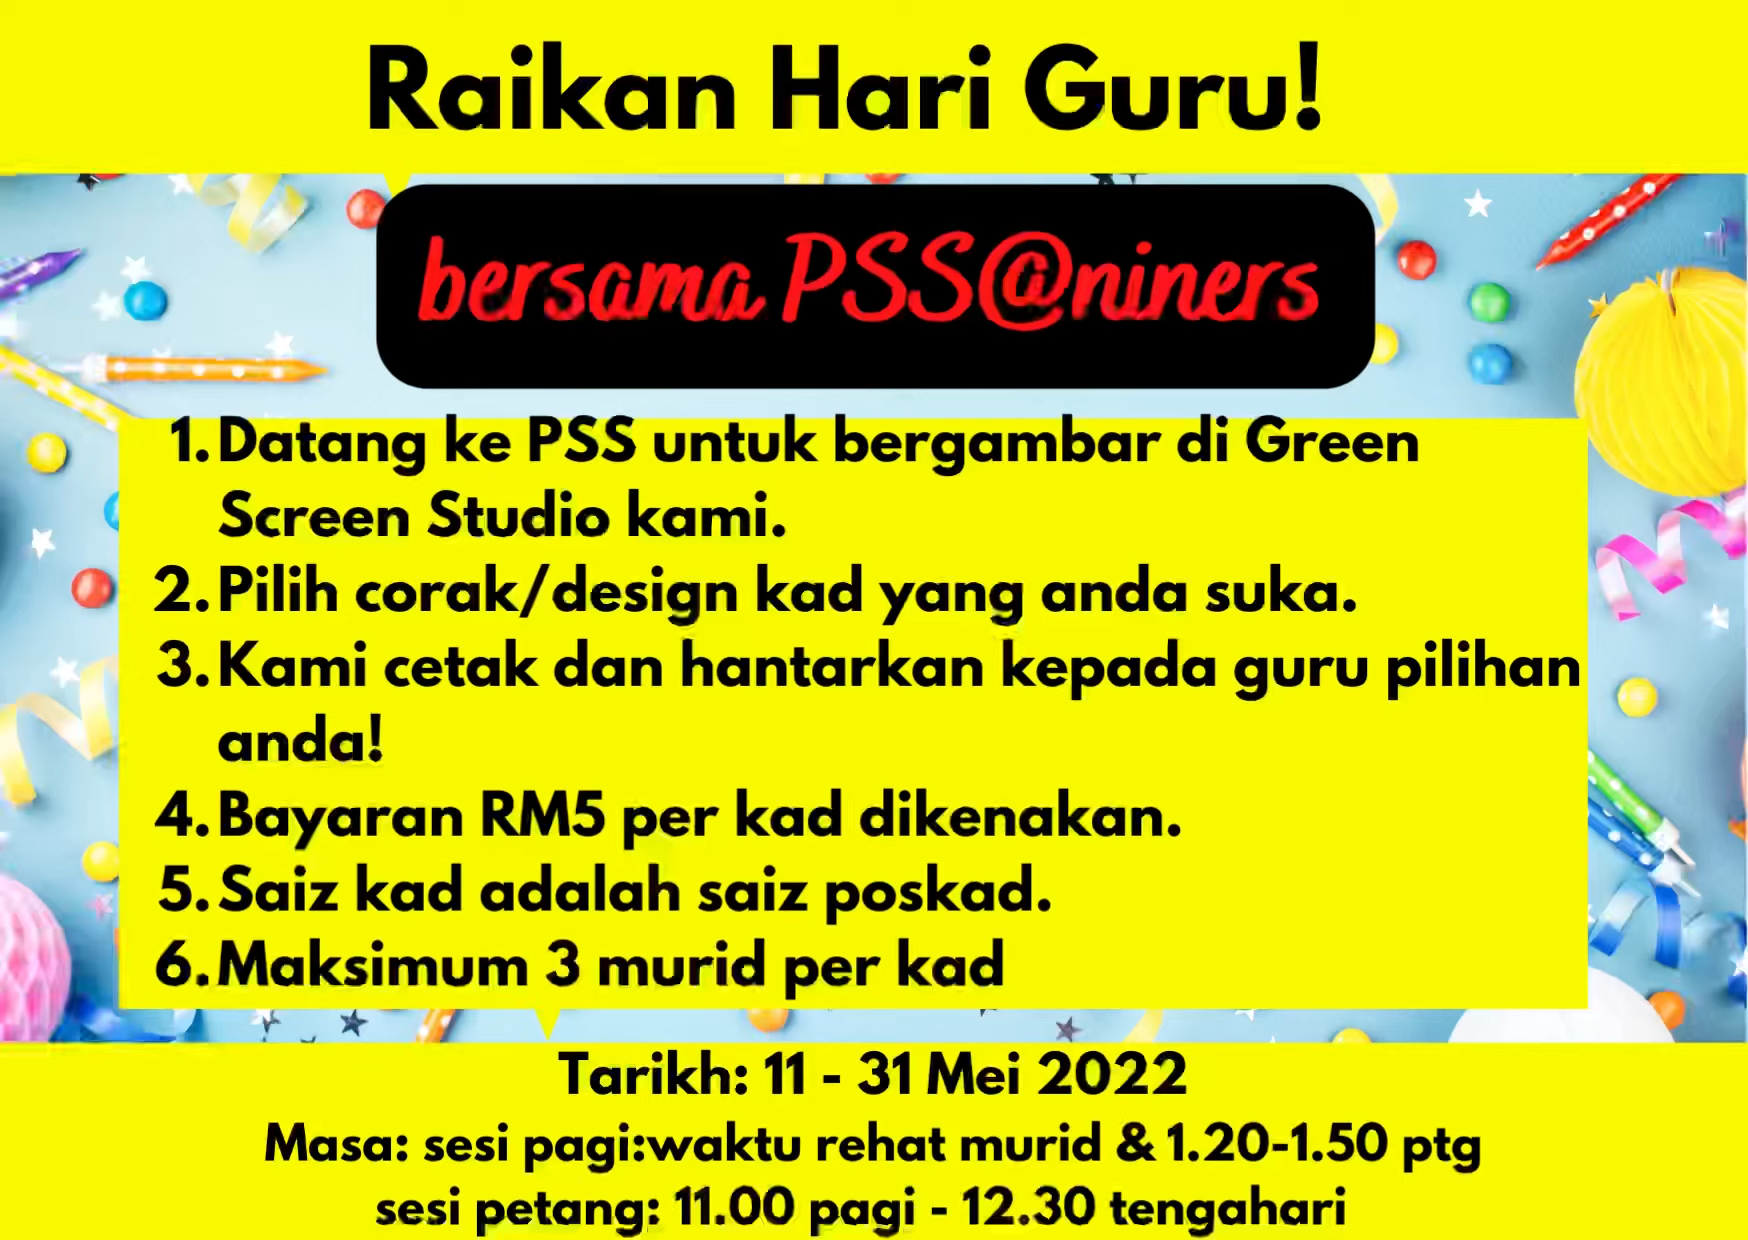 Raikan Hari Guru!
bersama PSS@niners
1. Datang ke PSS untuk bergambar di Green
Screen Studio kami.
2. Pilih corak/design kad yang anda suka.
3. Kami cetak dan hantarkan kepada guru pilihan
anda!
4. Bayaran RM5 per kad dikenakan.
5. Saiz kad adalah saiz poskad.
6. Maksimum 3 murid per kad
Tarikh: 11 - 31 Mei 2022
Masa: sesi pagi:waktu rehat murid & 1.20-1.50 ptg
sesi petang: 11.00 pagi - 12.30 tengahari